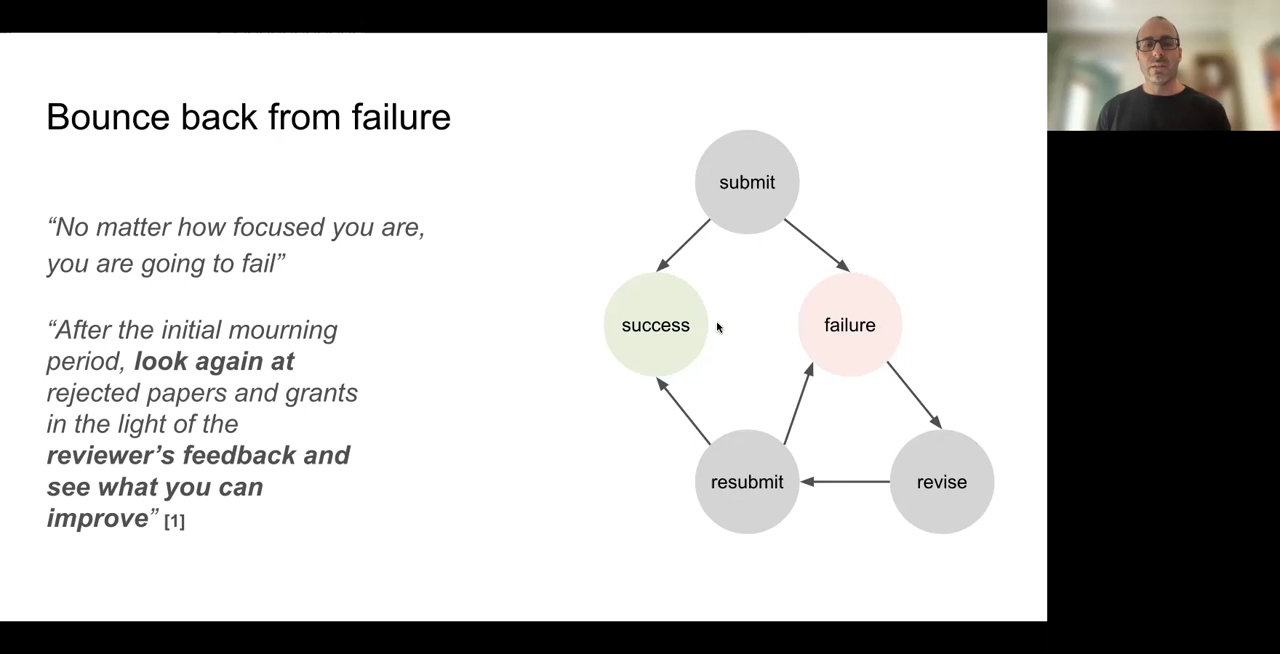 Bounce back from failure
“No matter how focused you are,
you are going to fail”
“After the initial mourning
period, look again at
rejected papers and grants
in the light of the
reviewer’s feedback and
see what you can
improve” [1]
submit
success
failure
resubmit
revise